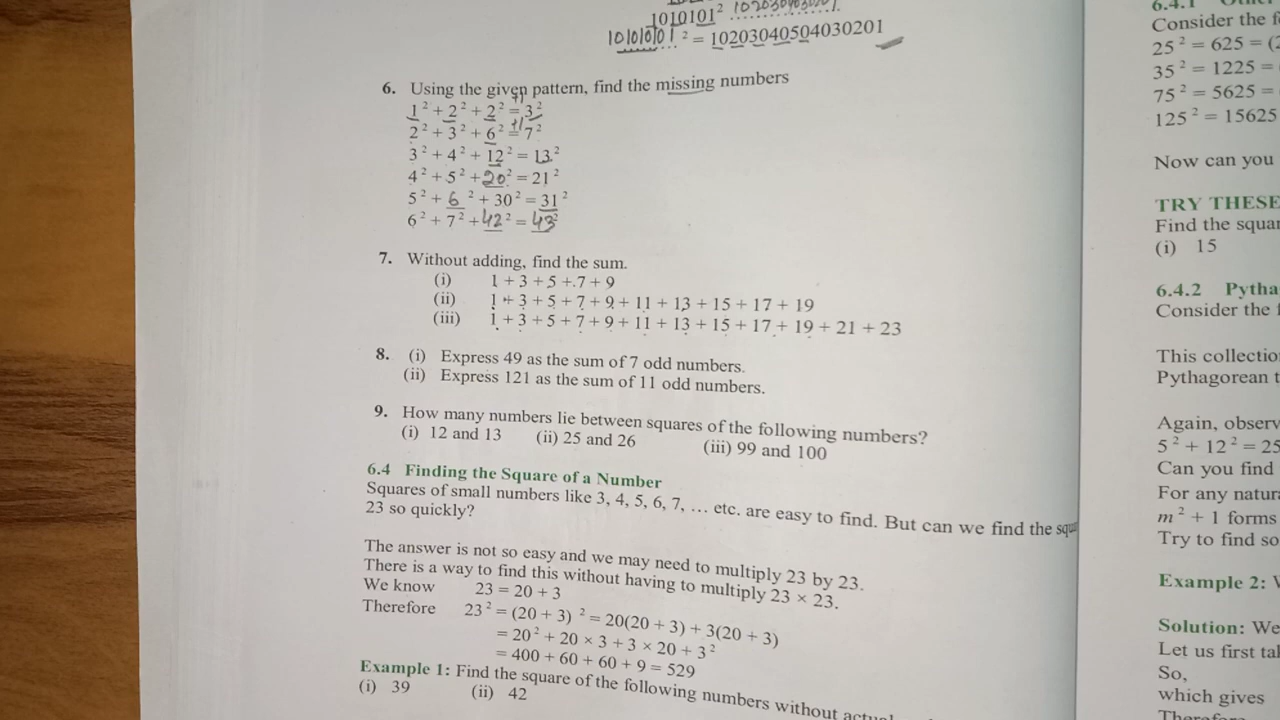 1010101² 1020304030201
10101010 1² = 10203040504030201
6. Using the given pattern, find the missing numbers
1² + 2² + 2² = 3²
2² + 3² + 6² = 7²
3² + 4² + 12² = 13²
4² + 5² + 20² = 21²
5² + 6² + 30² = 31²
6² + 7² + 42² = 43²
7. Without adding, find the sum.
(i) 1 + 3 + 5 + 7 + 9
(ii) 1 + 3 + 5 + 7 + 9 + 11 + 13 + 15 + 17 + 19
(iii) 1 + 3 + 5 + 7 + 9 + 11 + 13 + 15 + 17 + 19 + 21 + 23
8. (i) Express 49 as the sum of 7 odd numbers.
(ii) Express 121 as the sum of 11 odd numbers.
9. How many numbers lie between squares of the following numbers?
(i) 12 and 13 (ii) 25 and 26 (iii) 99 and 100
6.4 Finding the Square of a Number
Squares of small numbers like 3, 4, 5, 6, 7, ... etc. are easy to find. But can we find the squ
23 so quickly?
The answer is not so easy and we may need to multiply 23 by 23.
There is a way to find this without having to multiply 23 × 23.
We know 23 = 20 + 3
Therefore 23² = (20 + 3)² = 20(20 + 3) + 3(20 + 3)
= 20² + 20 × 3 + 3 × 20 + 3²
= 400 + 60 + 60 + 9 = 529
Example 1: Find the square of the following numbers without actual
(i) 39 (ii) 42
6.4.1
Consider the f
25² = 625 = (2
35² = 1225 =
75² = 5625 =
125² = 15625
Now can you
TRY THESE
Find the squar
(i) 15
6.4.2 Pytha
Consider the
This collectio
Pythagorean t
Again, observ
5² + 12² = 25
Can you find
For any natura
m² + 1 forms
Try to find so
Example 2: W
Solution: We
Let us first tal
So,
which gives
Therefore